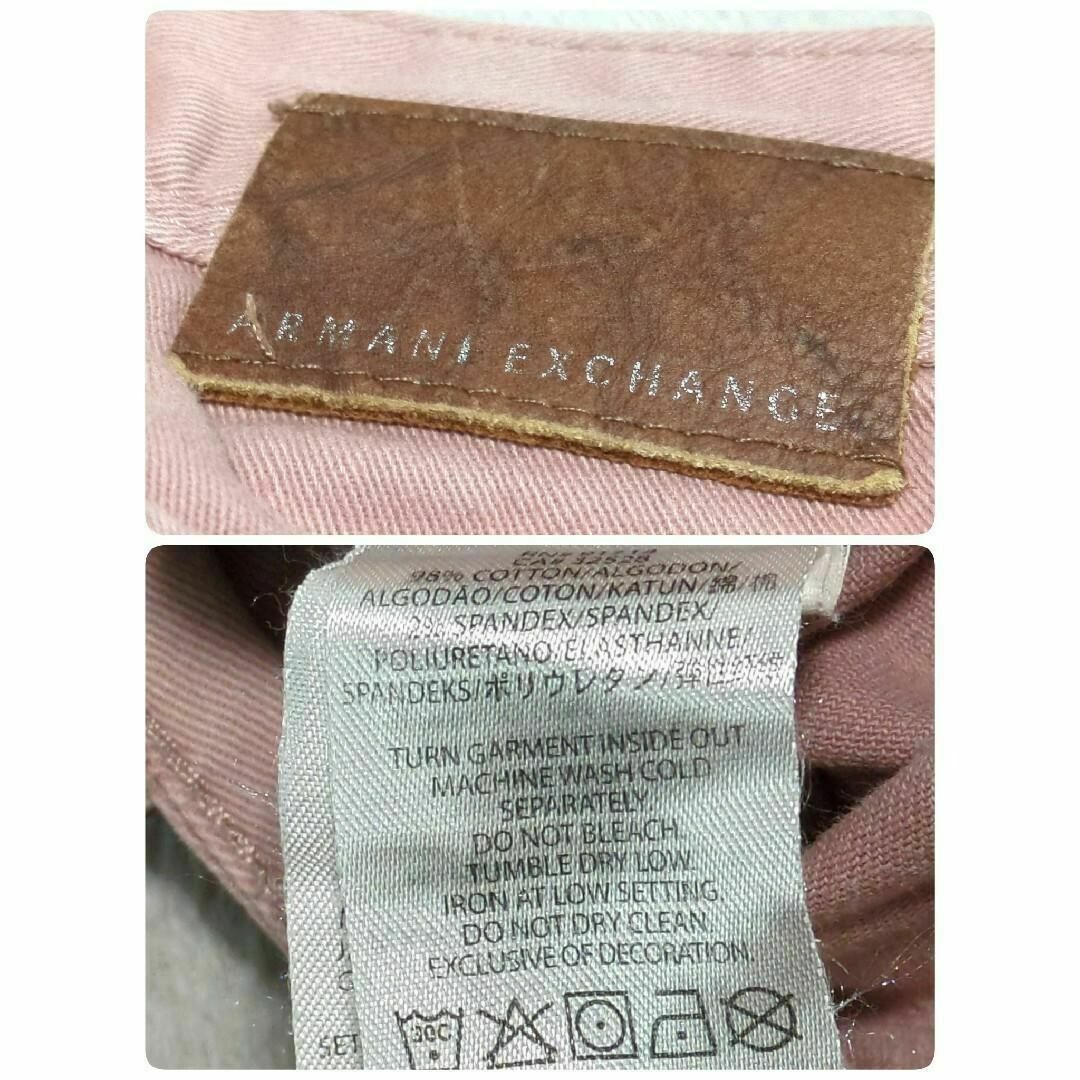 ARMANI EXCHANGE
98% COTTON/ALGODON/
ALGODAO/COTON/KATUN/綿/棉
2% SPANDEX/SPANDEX/
POLIURETANO/ELASTHANNE/
SPANDEKS/ポリウレタン/
TURN GARMENT INSIDE OUT
MACHINE WASH COLD
SEPARATELY.
DO NOT BLEACH.
TUMBLE DRY LOW.
IRON AT LOW SETTING.
DO NOT DRY CLEAN
EXCLUSIVE OF DECORATION.
30C
SET